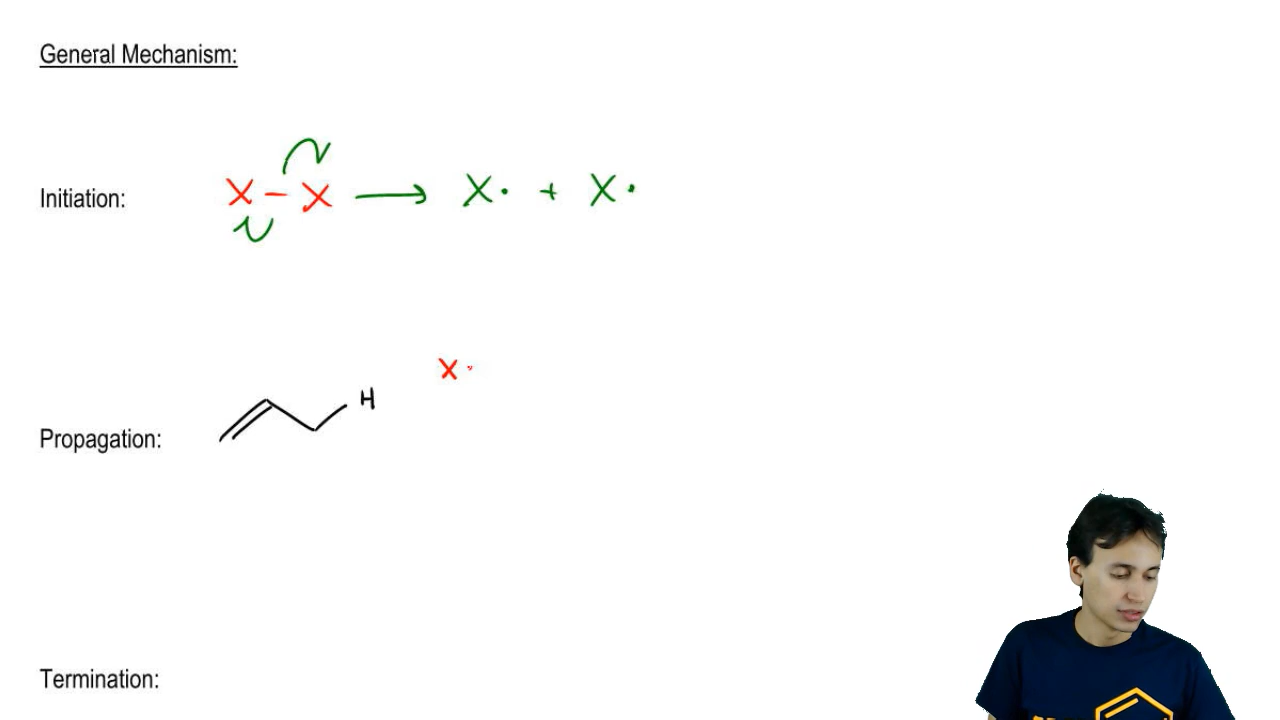 General Mechanism:
Initiation: X – X ⟶ X· + X·
X·
H
Propagation:
Termination: